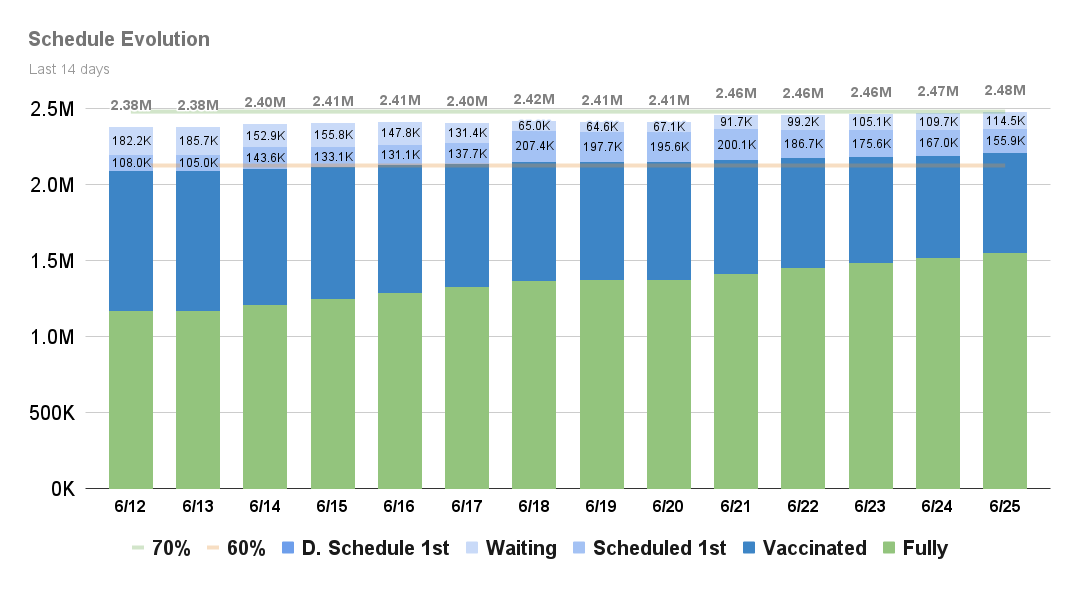 Schedule Evolution
Last 14 days
2.38M 2.38M 2.40M 2.41M 2.41M 2.40M 2.42M 2.41M 2.41M 2.46M 2.46M 2.46M 2.47M 2.48M
2.5M
182.2K 185.7K 152.9K 155.8K 147.8K 131.4K 65.0K 64.6K 67.1K 91.7K 99.2K 105.1K 109.7K 114.5K
108.0K 105.0K 143.6K 133.1K 131.1K 137.7K 207.4K 197.7K 195.6K 200.1K 186.7K 175.6K 167.0K 155.9K
2.0M
1.5M
1.0M
500K
0K
6/12 6/13 6/14 6/15 6/16 6/17 6/18 6/19 6/20 6/21 6/22 6/23 6/24 6/25
70% 60% D. Schedule 1st Waiting Scheduled 1st Vaccinated Fully